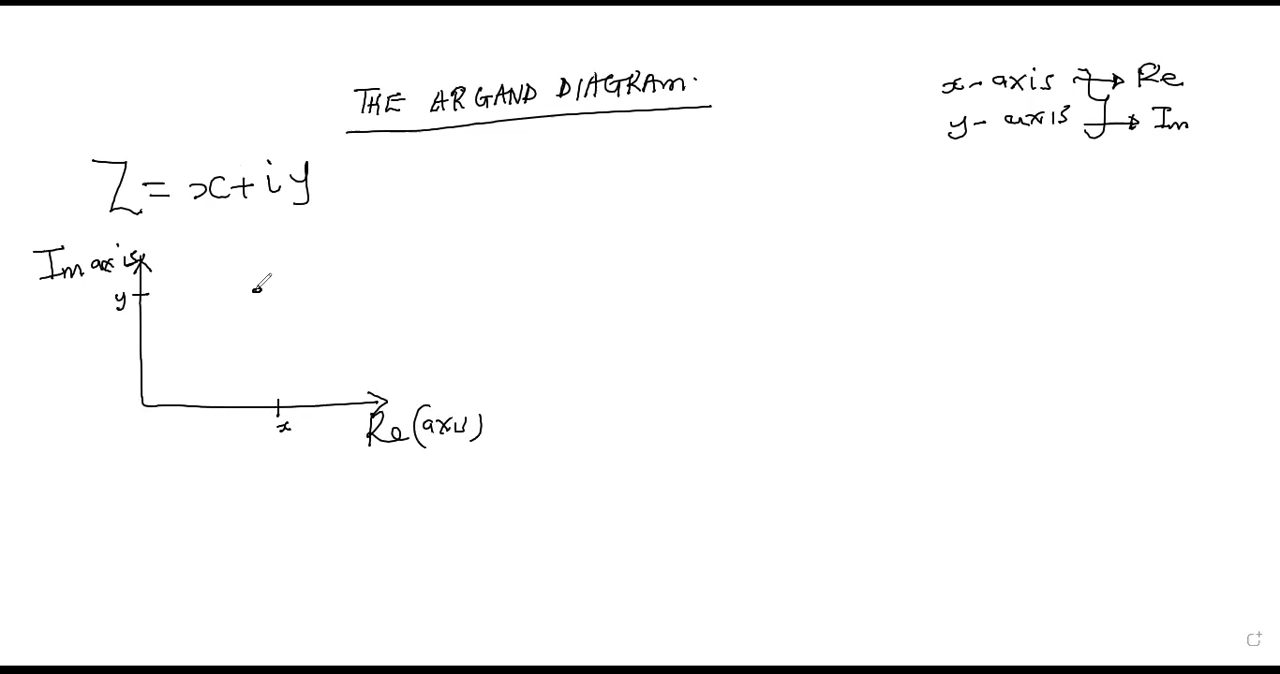 THE ARGAND DIAGRAM.
x - axis → Re
y - axis → Im
Z = x + iy
Im axis
y
x
Re (axis)